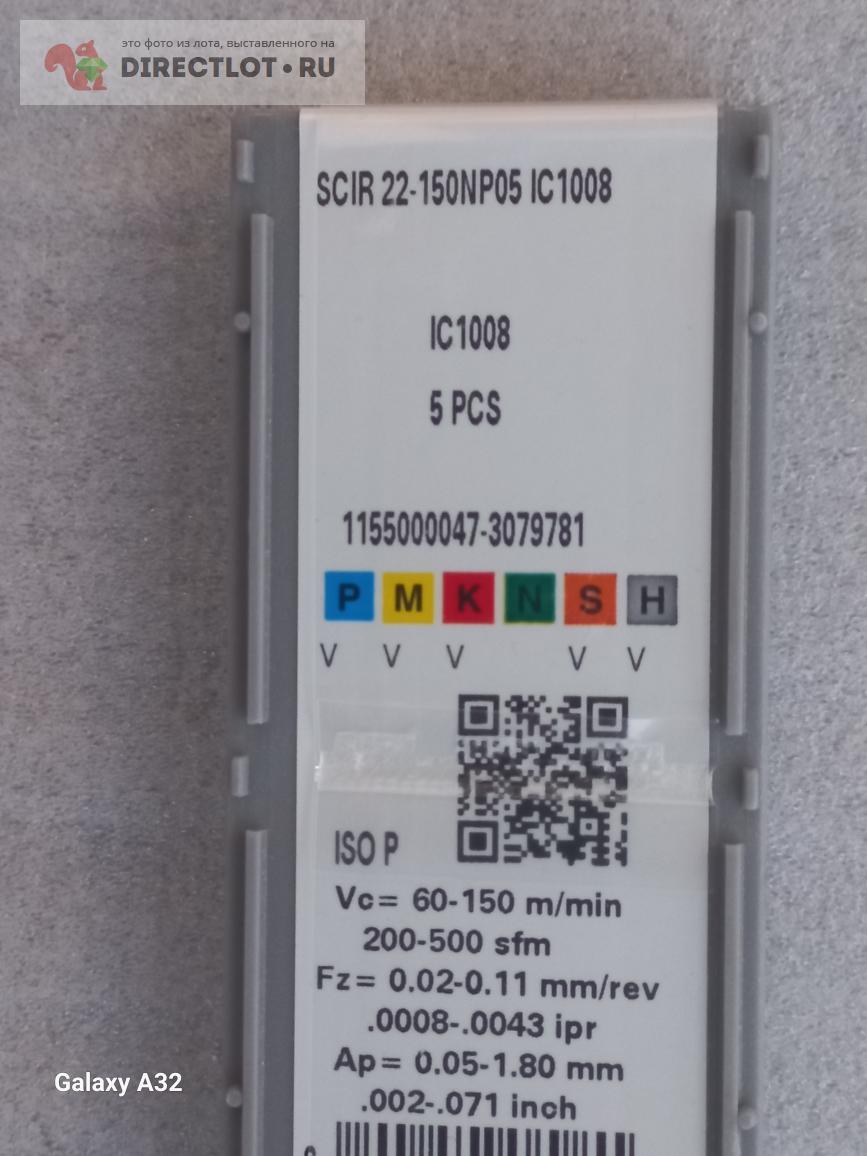 это фото из лота, выставленного на
DIRECTLOT•RU
SCIR 22-150NP05 IC1008
IC1008
5 PCS
1155000047-3079781
P M K N S H
V V V V V
ISO P
Vc= 60-150 m/min
200-500 sfm
Fz= 0.02-0.11 mm/rev
.0008-.0043 ipr
Ap= 0.05-1.80 mm
.002-.071 inch
Galaxy A32